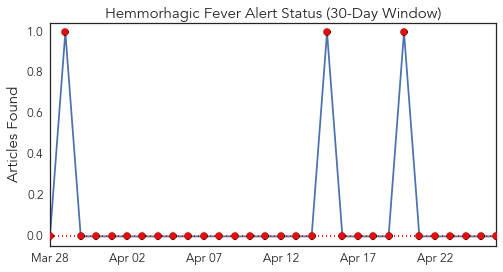 Hemmorhagic Fever Alert Status (30-Day Window)
Articles Found
1.0
0.8
0.6
0.4
0.2
0.0
Mar 28 Apr 02 Apr 07 Apr 12 Apr 17 Apr 22